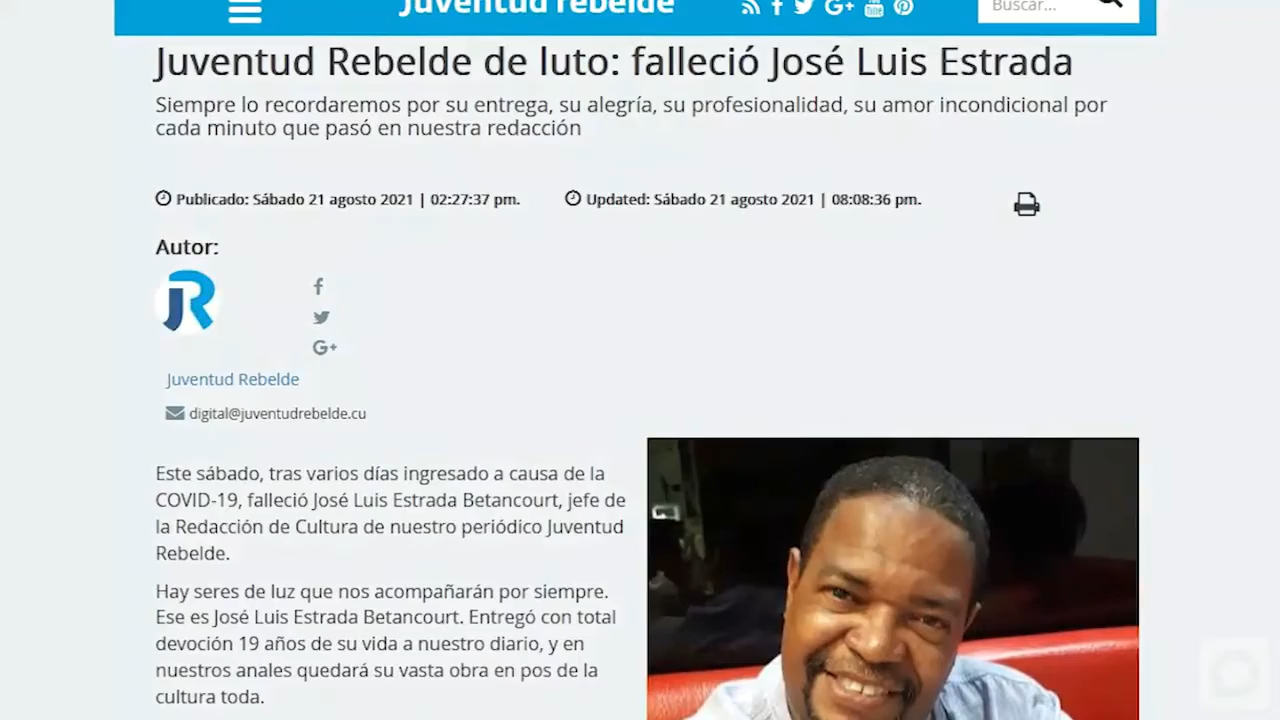 Juventud rebelde
Buscar...
Juventud Rebelde de luto: falleció José Luis Estrada
Siempre lo recordaremos por su entrega, su alegría, su profesionalidad, su amor incondicional por
cada minuto que pasó en nuestra redacción
Publicado: Sábado 21 agosto 2021 | 02:27:37 pm.
Updated: Sábado 21 agosto 2021 | 08:08:36 pm.
Autor:
JR
Juventud Rebelde
digital@juventudrebelde.cu
Este sábado, tras varios días ingresado a causa de la
COVID-19, falleció José Luis Estrada Betancourt, jefe de
la Redacción de Cultura de nuestro periódico Juventud
Rebelde.
Hay seres de luz que nos acompañarán por siempre.
Ese es José Luis Estrada Betancourt. Entregó con total
devoción 19 años de su vida a nuestro diario, y en
nuestros anales quedará su vasta obra en pos de la
cultura toda.